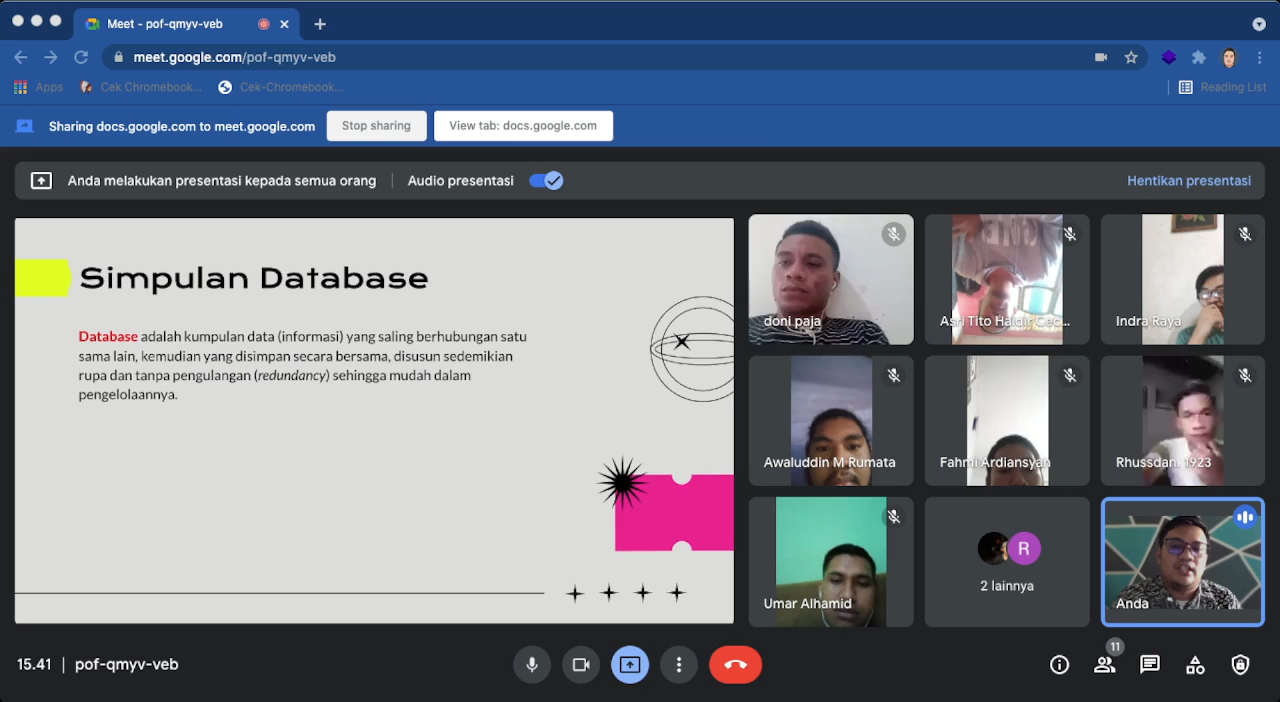 Meet - pof-qmyv-veb
meet.google.com/pof-qmyv-veb
Apps
Cek Chromebook...
Cek-Chromebook...
Reading List
Sharing docs.google.com to meet.google.com
Stop sharing
View tab: docs.google.com
Anda melakukan presentasi kepada semua orang
Audio presentasi
Hentikan presentasi
Simpulan Database
Database adalah kumpulan data (informasi) yang saling berhubungan satu
sama lain, kemudian yang disimpan secara bersama, disusun sedemikian
rupa dan tanpa pengulangan (redundancy) sehingga mudah dalam
pengelolaannya.
doni paja
Asri Tito Haidir
Indra Raya
Awaluddin M Rumata
Fahmi Ardiansyah
Rhussdan. 1923
Umar Alhamid
R
2 lainnya
Anda
15.41 | pof-qmyv-veb
11